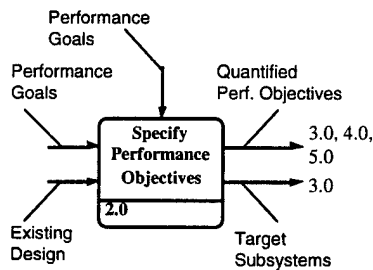 Performance
Goals
Performance
Goals
Quantified
Perf. Objectives
Specify
Performance
Objectives
2.0
3.0, 4.0,
5.0
3.0
Existing
Design
Target
Subsystems